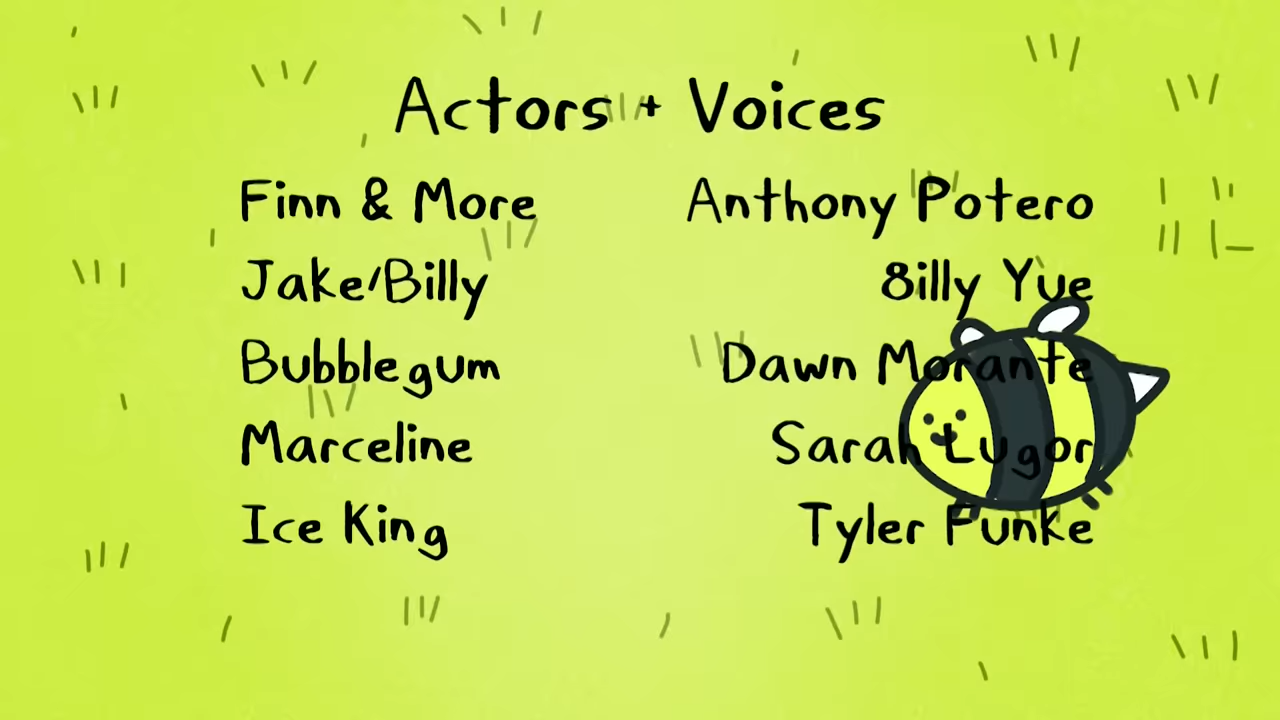 Actors + Voices
Finn & More Anthony Potero
Jake/Billy Billy Yue
Bubblegum Dawn Morante
Marceline Sarah Lugor
Ice King Tyler Funke